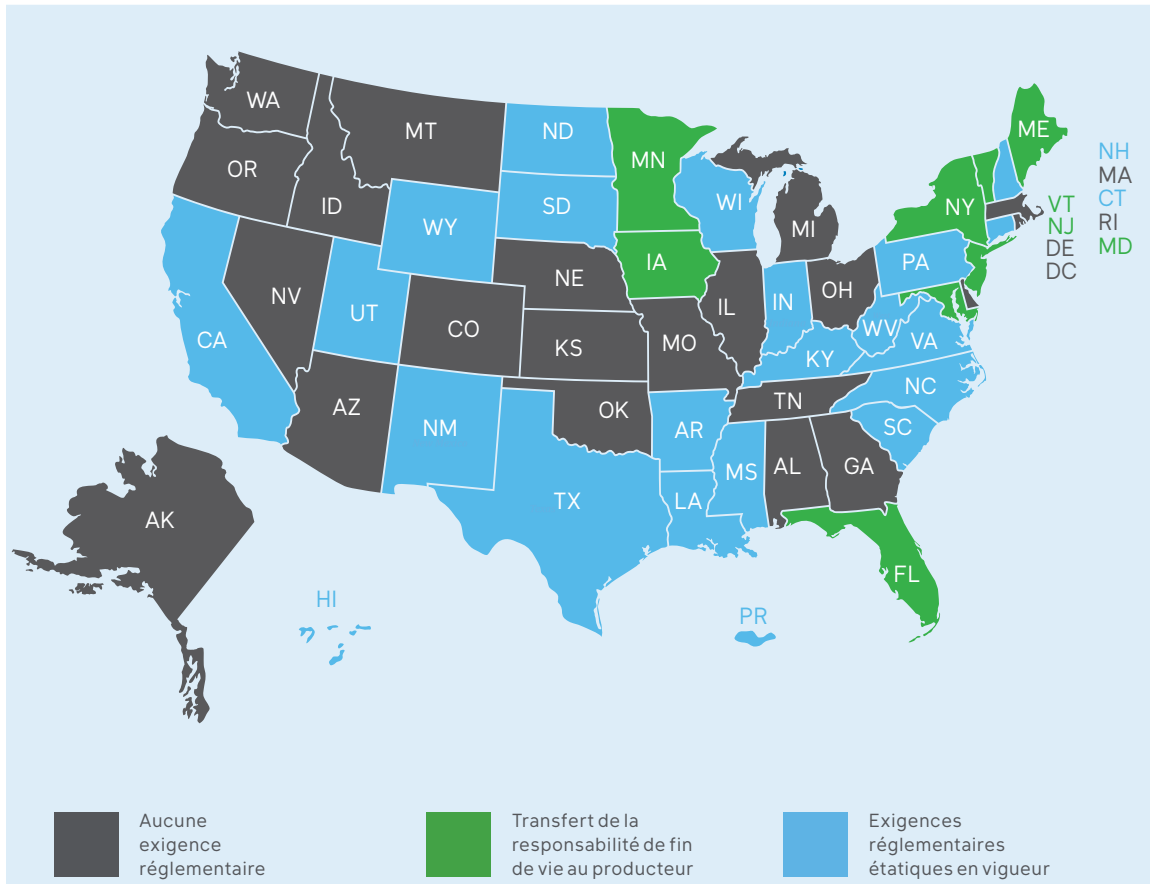 WA
MT
ND
MN
ME
OR
ID
WY
SD
WI
MI
NY
NH
MA
CT
RI
MD
VT
NJ
DE
DC
NV
UT
CO
NE
IA
IL
IN
OH
PA
CA
KS
MO
KY
WV
VA
AZ
NM
OK
AR
TN
NC
SC
TX
LA
MS
AL
GA
FL
AK
HI
PR
Aucune
exigence
réglementaire
Transfert de la
responsabilité de fin
de vie au producteur
Exigences
réglementaires
étatiques en vigueur